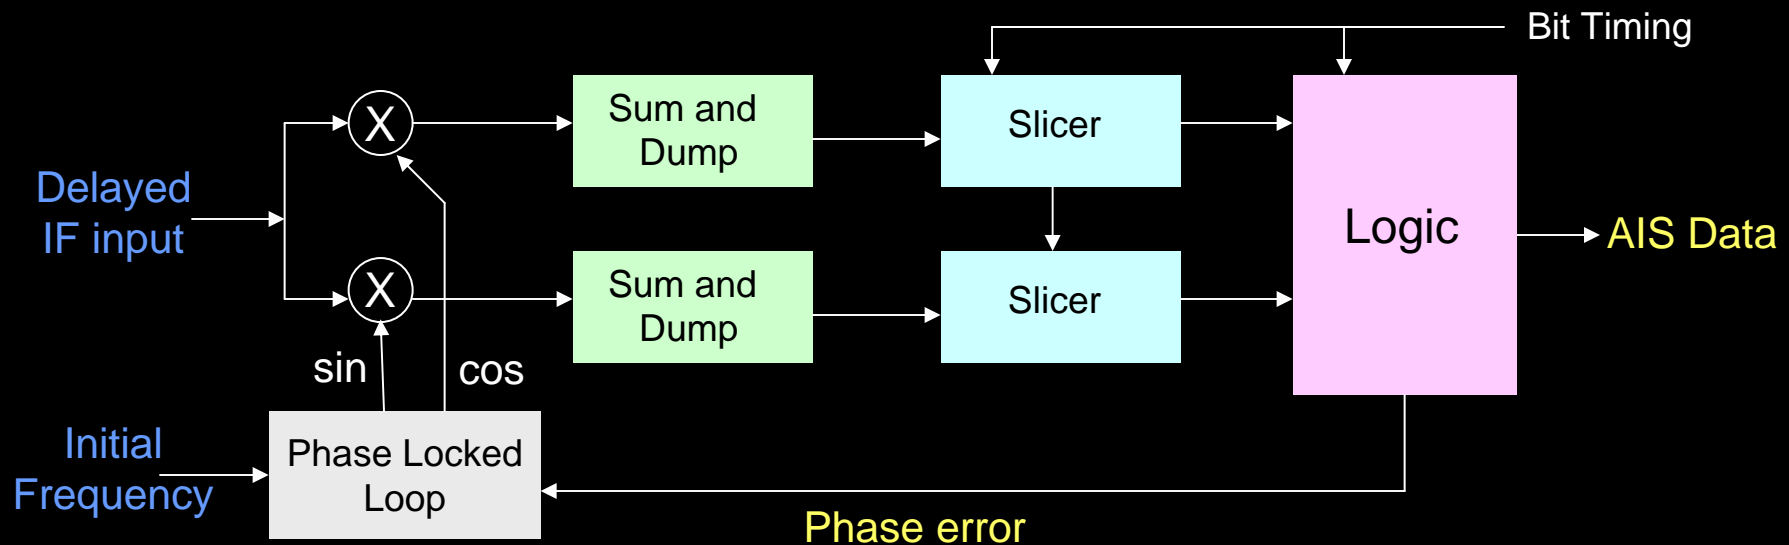 Bit Timing
X
Sum and
Dump
Slicer
Delayed
IF input
Logic
AIS Data
X
Sum and
Dump
Slicer
sin
cos
Initial
Frequency
Phase Locked
Loop
Phase error